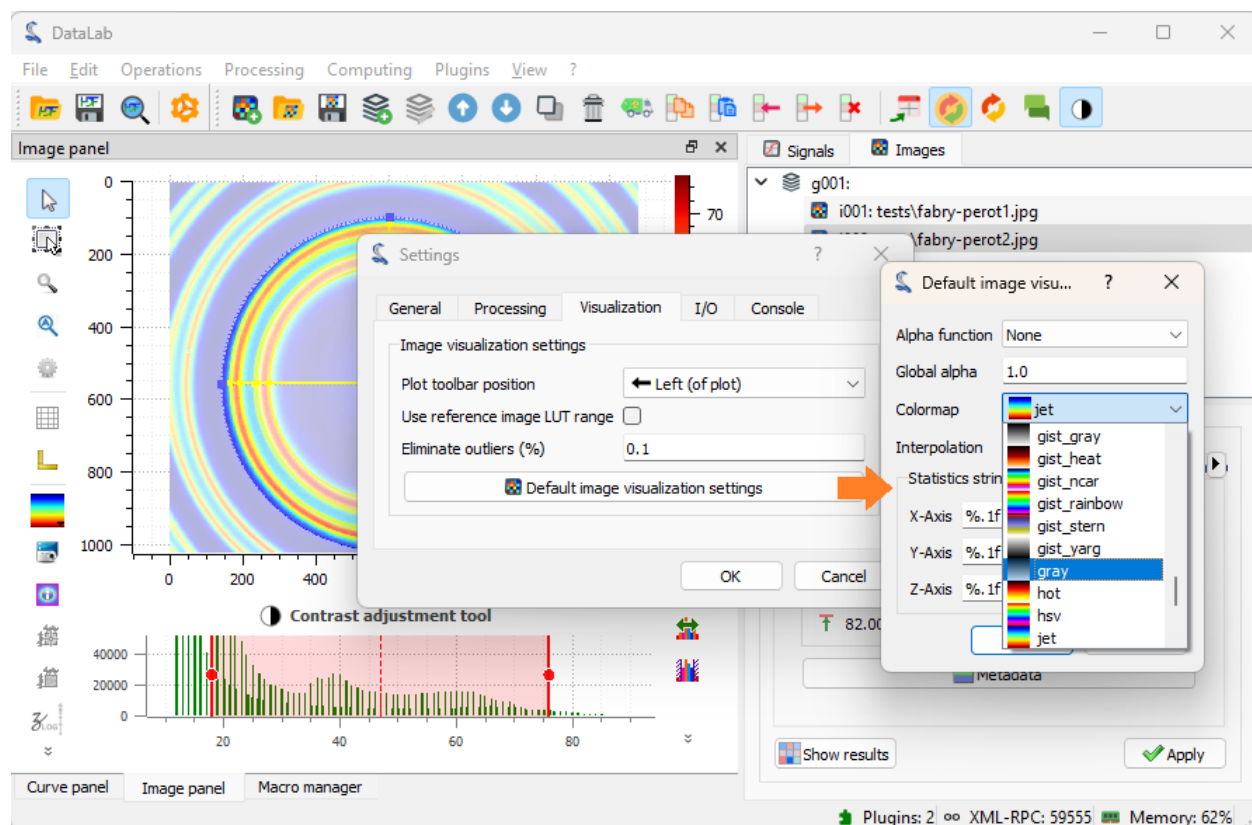 DataLab
File Edit Operations Processing Computing Plugins View ?
Image panel
0
200
400
600
800
1000
0 200 400
70
Signals Images
g001:
i001: tests\fabry-perot1.jpg
\fabry-perot2.jpg
Settings ?
General Processing Visualization I/O Console
Image visualization settings
Plot toolbar position Left (of plot)
Use reference image LUT range
Eliminate outliers (%) 0.1
Default image visualization settings
OK Cancel
Default image visu... ?
Alpha function None
Global alpha 1.0
Colormap jet
Interpolation
Statistics strin
X-Axis %.1f
Y-Axis %.1f
Z-Axis %.1f
gist_gray
gist_heat
gist_ncar
gist_rainbow
gist_stern
gist_yarg
gray
hot
hsv
jet
Contrast adjustment tool
40000
20000
0
20 40 60 80
LOG
82.00
Metadata
Show results Apply
Curve panel Image panel Macro manager
Plugins: 2 XML-RPC: 59555 Memory: 62%